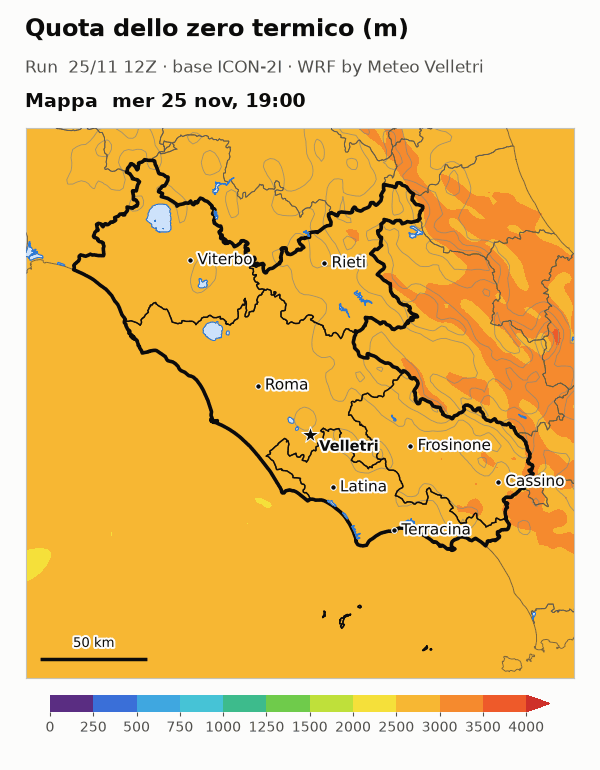 Quota dello zero termico (m)
Run 25/11 12Z · base ICON-2I · WRF by Meteo Velletri
Mappa mer 25 nov, 19:00
Viterbo
Rieti
Roma
Velletri
Frosinone
Latina
Cassino
Terracina
50 km
0 250 500 750 1000 1250 1500 2000 2500 3000 3500 4000